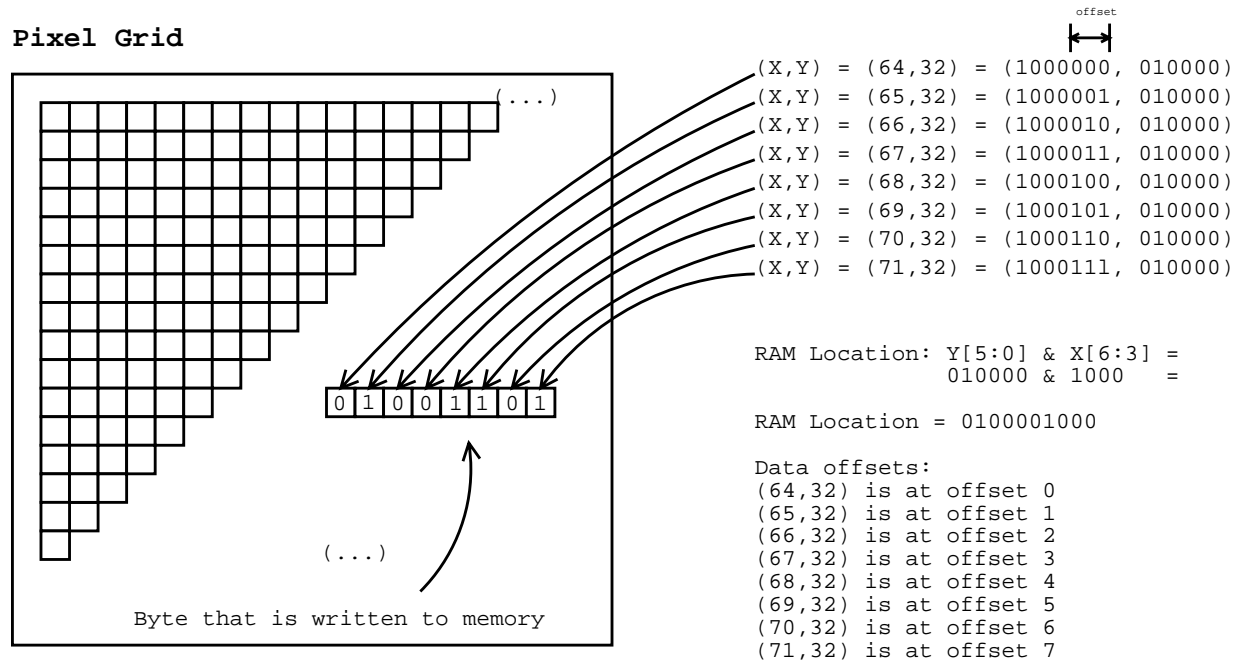 offset
Pixel Grid
(...)
(X,Y) = (64,32) = (1000000, 010000)
(X,Y) = (65,32) = (1000001, 010000)
(X,Y) = (66,32) = (1000010, 010000)
(X,Y) = (67,32) = (1000011, 010000)
(X,Y) = (68,32) = (1000100, 010000)
(X,Y) = (69,32) = (1000101, 010000)
(X,Y) = (70,32) = (1000110, 010000)
(X,Y) = (71,32) = (1000111, 010000)
0 1 0 0 1 1 0 1
(...)
Byte that is written to memory
RAM Location: Y[5:0] & X[6:3] =
010000 & 1000 =
RAM Location = 0100001000
Data offsets:
(64,32) is at offset 0
(65,32) is at offset 1
(66,32) is at offset 2
(67,32) is at offset 3
(68,32) is at offset 4
(69,32) is at offset 5
(70,32) is at offset 6
(71,32) is at offset 7